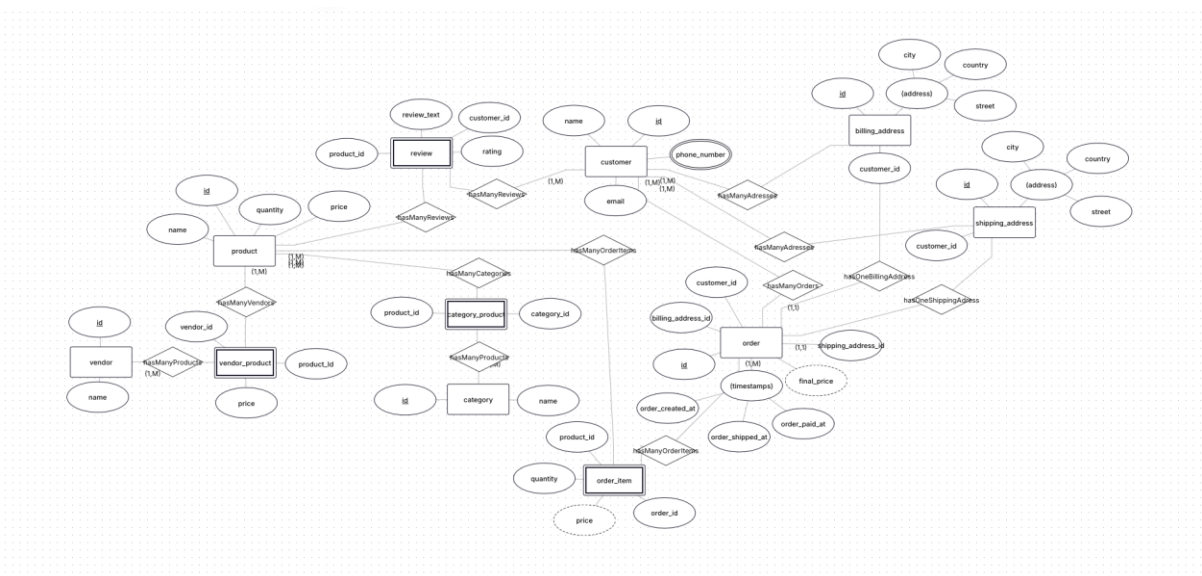 city
country
id
(address)
street
billing_address
customer_id
city
country
id
(address)
street
shipping_address
customer_id
review_text
customer_id
product_id
review
rating
hasManyReviews
hasManyReviews
name
id
customer
phone_number
email
(1,M)
(1,M)
(1,M)
(1,M)
hasManyAdresses
hasManyAdresses
id
quantity
price
name
product
(1,M)
(1,M)
hasManyOrderItems
hasManyCategories
hasManyOrders
hasOneBillingAddress
hasOneShippingAdress
hasManyVendors
id
vendor_id
vendor
hasManyProducts
(1,M)
vendor_product
product_Id
name
price
product_id
category_product
category_id
hasManyProducts
id
category
name
customer_id
billing_address_id
(1,1)
order
(1,1)
shipping_address_id
id
(1,M)
(timestamps)
final_price
order_created_at
order_shipped_at
order_paid_at
hasManyOrderItems
product_id
quantity
order_item
price
order_id